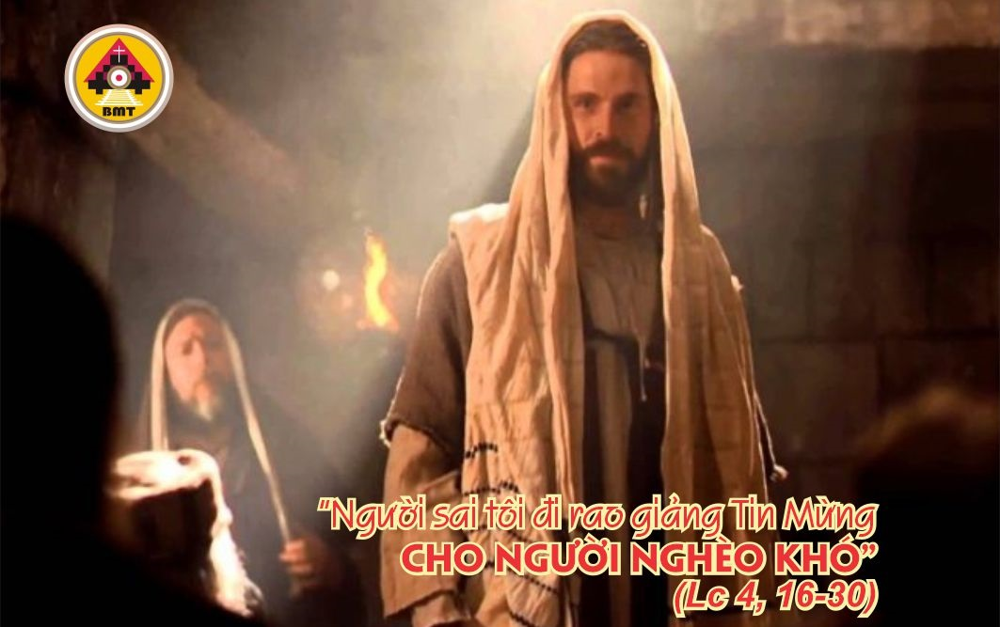 BMT
“Người sai tôi đi rao giảng Tin Mừng
CHO NGƯỜI NGHÈO KHÓ”
(Lc 4, 16-30)